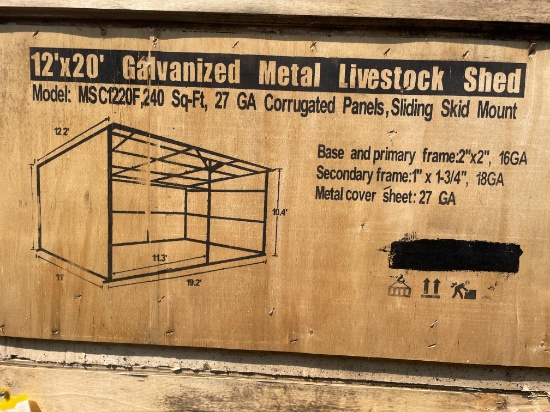 12'x20' Galvanized Metal Livestock Shed
Model: MSC1220F,240 Sq-Ft, 27 GA Corrugated Panels,Sliding Skid Mount
Base and primary frame:2"x2", 16GA
Secondary frame:1" x 1-3/4", 18GA
Metal cover sheet: 27 GA
12.2'
10.4'
11.3'
11'
19.2'